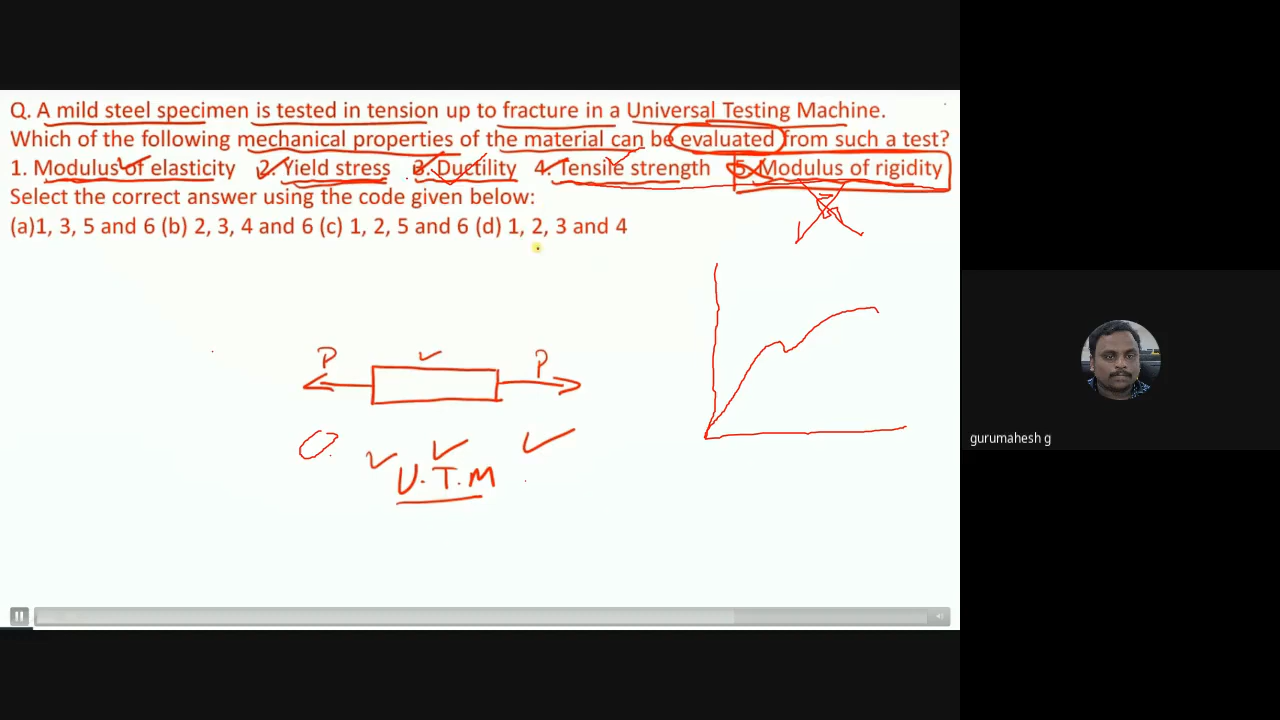 Q. A mild steel specimen is tested in tension up to fracture in a Universal Testing Machine.
Which of the following mechanical properties of the material can be evaluated from such a test?
1. Modulus of elasticity 2. Yield stress 3. Ductility 4. Tensile strength 5. Modulus of rigidity
Select the correct answer using the code given below:
(a)1, 3, 5 and 6 (b) 2, 3, 4 and 6 (c) 1, 2, 5 and 6 (d) 1, 2, 3 and 4
P P
U.T.M
gurumahesh g